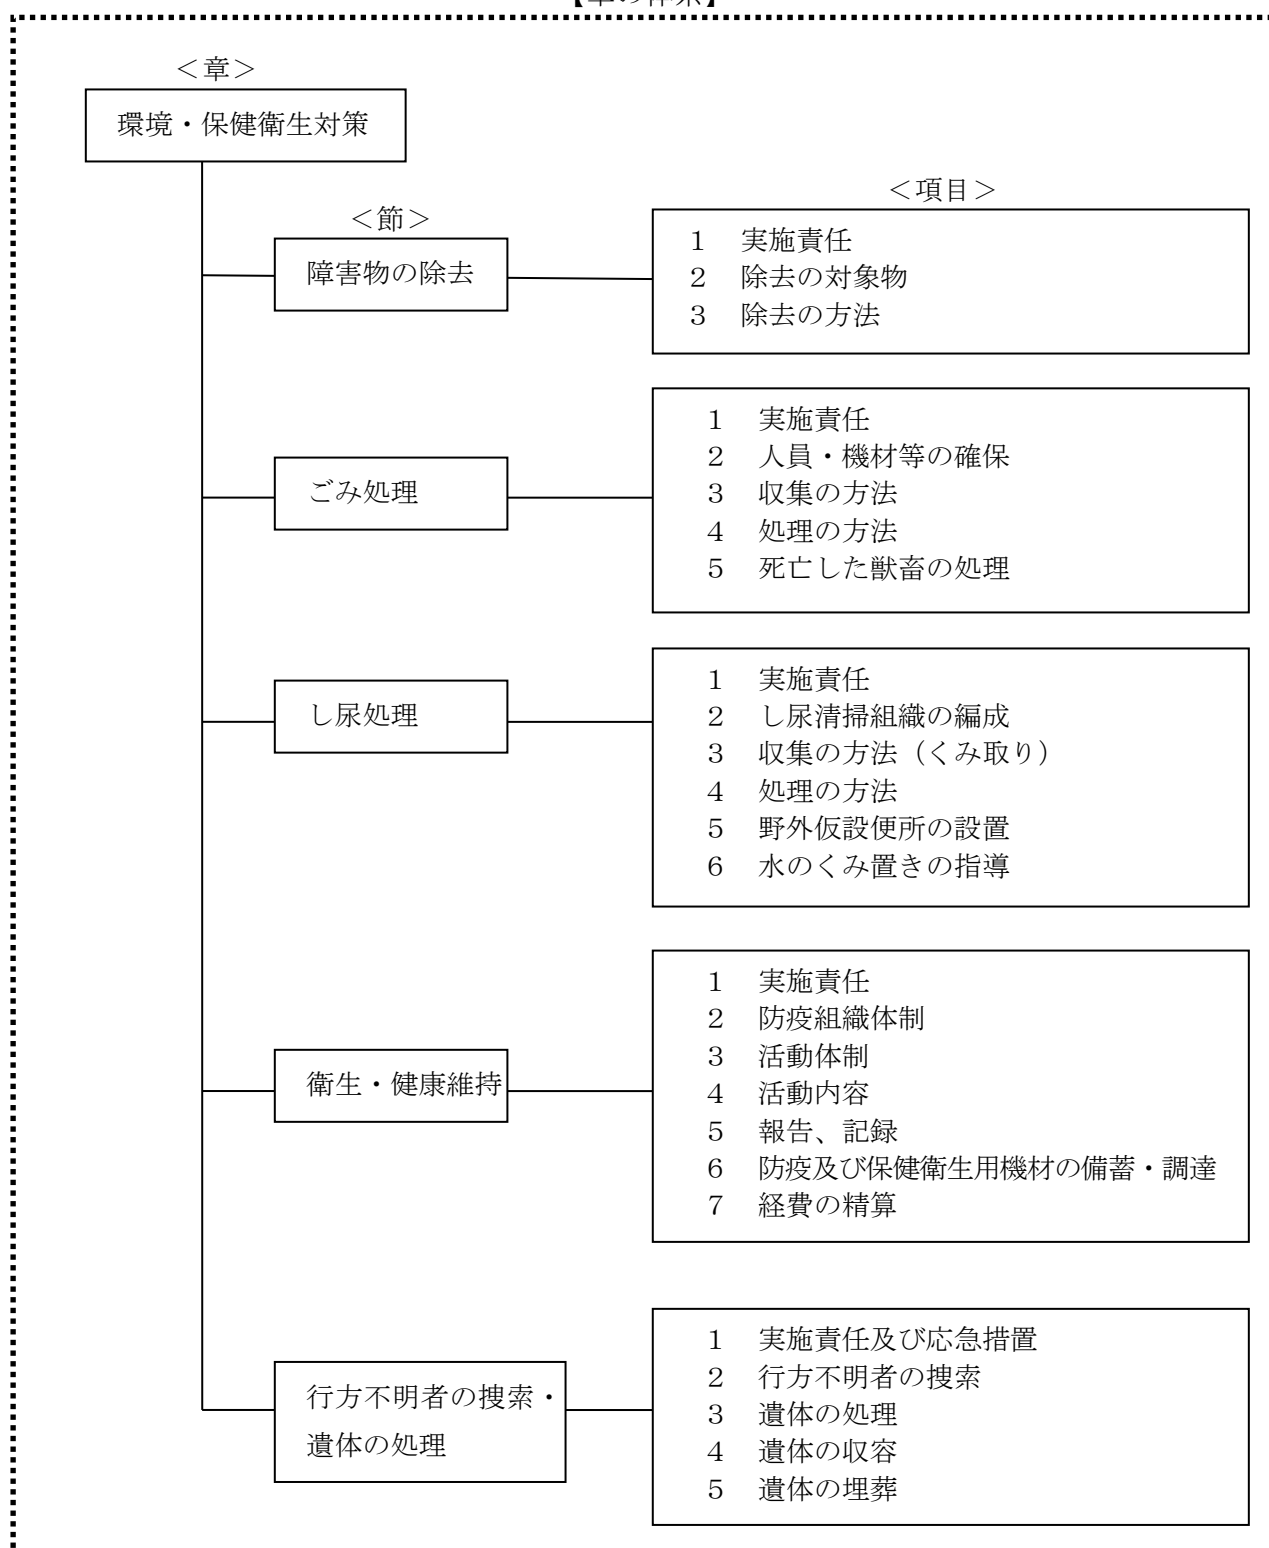 【章の体系】
＜章＞
環境・保健衛生対策
＜節＞
＜項目＞
障害物の除去
１　実施責任
２　除去の対象物
３　除去の方法
ごみ処理
１　実施責任
２　人員・機材等の確保
３　収集の方法
４　処理の方法
５　死亡した獣畜の処理
し尿処理
１　実施責任
２　し尿清掃組織の編成
３　収集の方法（くみ取り）
４　処理の方法
５　野外仮設便所の設置
６　水のくみ置きの指導
衛生・健康維持
１　実施責任
２　防疫組織体制
３　活動体制
４　活動内容
５　報告、記録
６　防疫及び保健衛生用機材の備蓄・調達
７　経費の精算
行方不明者の捜索・
遺体の処理
１　実施責任及び応急措置
２　行方不明者の捜索
３　遺体の処理
４　遺体の収容
５　遺体の埋葬